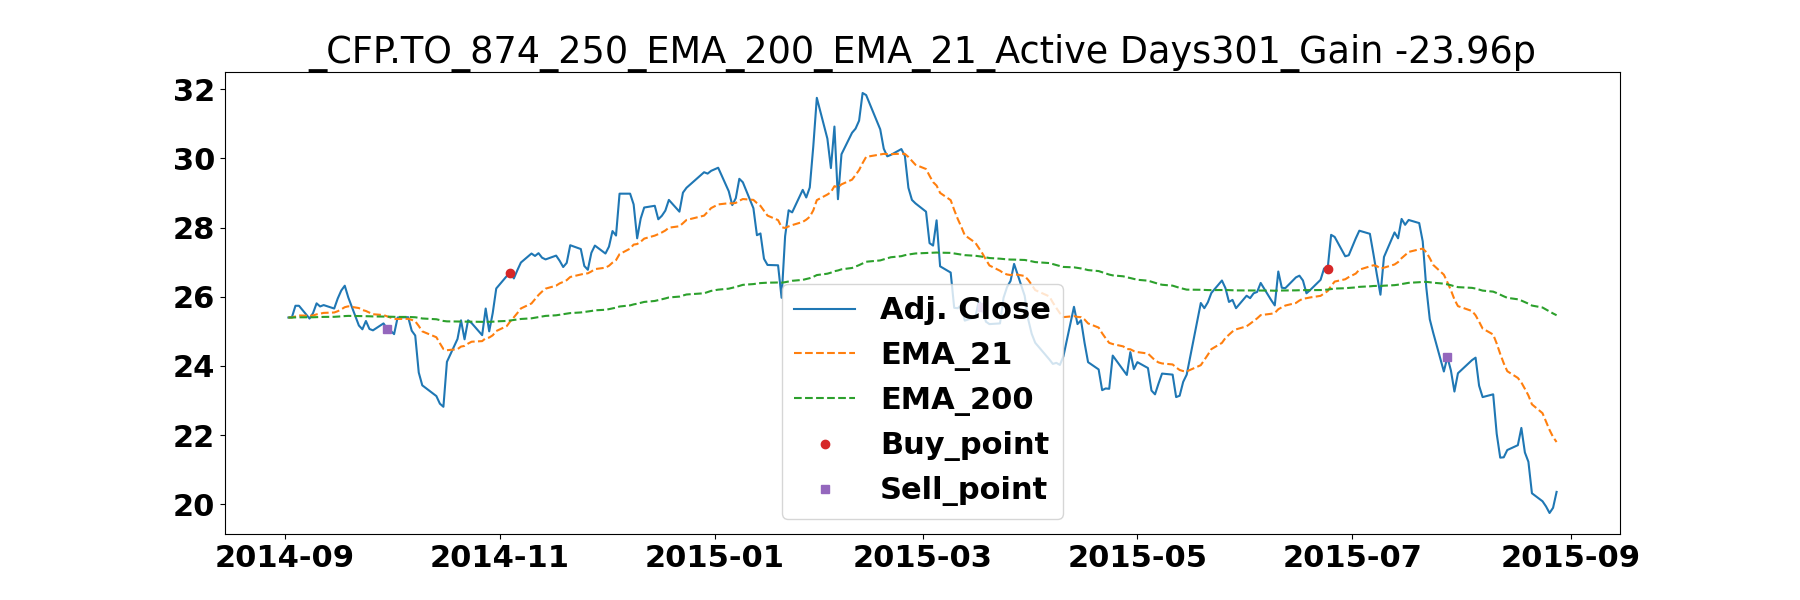 _CFP.TO_874_250_EMA_200_EMA_21_Active Days301_Gain -23.96p
32
30
28
26
24
22
20
Adj. Close
EMA_21
EMA_200
Buy_point
Sell_point
2014-09 2014-11 2015-01 2015-03 2015-05 2015-07 2015-09